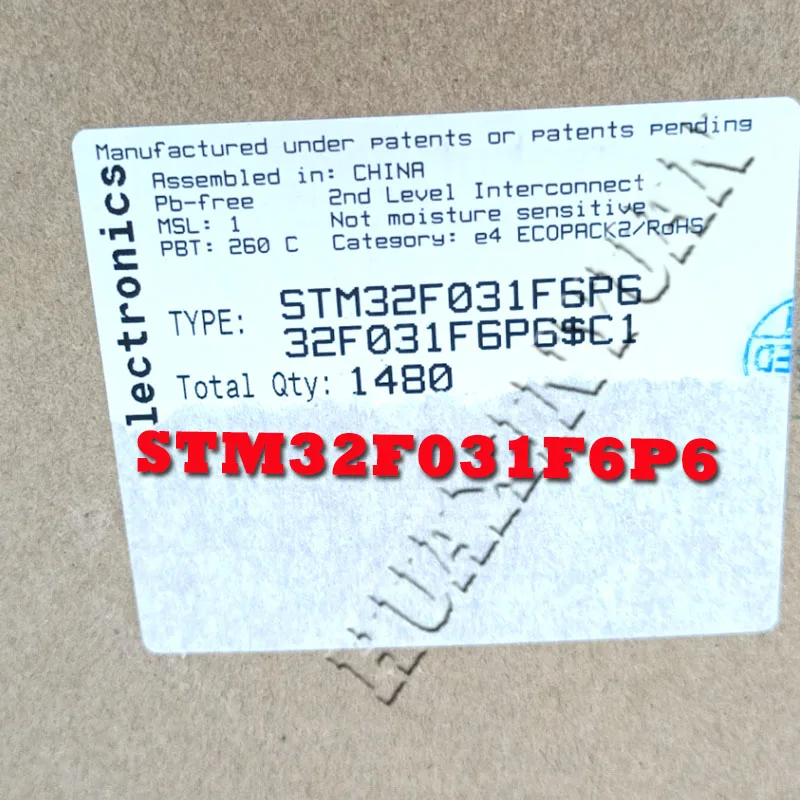 Manufactured under patents or patents pending
Assembled in: CHINA
Pb-free 2nd Level Interconnect
MSL: 1 Not moisture sensitive
PBT: 260 C Category: e4 ECOPACK2/RoHS
lectronics
TYPE: STM32F031F6P6
32F031F6P6$C1
Total Qty: 1480
STM32F031F6P6